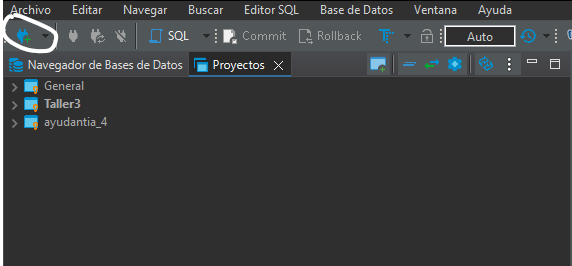 Archivo Editar Navegar Buscar Editor SQL Base de Datos Ventana Ayuda
SQL Commit Rollback Auto
Navegador de Bases de Datos Proyectos
General
Taller3
ayudantia_4